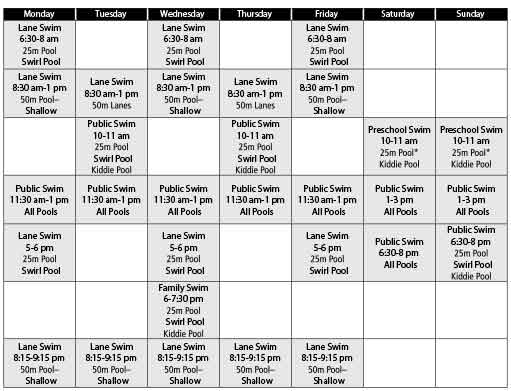 Monday Tuesday Wednesday Thursday Friday Saturday Sunday
Lane Swim Lane Swim Lane Swim
6:30-8 am 6:30-8 am 6:30-8 am
25m Pool 25m Pool 25m Pool
Swirl Pool Swirl Pool Swirl Pool
Lane Swim Lane Swim Lane Swim Lane Swim Lane Swim
8:30 am-1 pm 8:30 am-1 pm 8:30 am-1 pm 8:30 am-1 pm 8:30 am-1 pm
50m Pool– 50m Lanes 50m Pool– 50m Lanes 50m Pool–
Shallow Shallow Shallow
Public Swim Public Swim Preschool Swim Preschool Swim
10-11 am 10-11 am 10-11 am 10-11 am
25m Pool 25m Pool 25m Pool* 25m Pool*
Swirl Pool Swirl Pool Kiddie Pool Kiddie Pool
Kiddie Pool Kiddie Pool
Public Swim Public Swim Public Swim Public Swim Public Swim Public Swim Public Swim
11:30 am-1 pm 11:30 am-1 pm 11:30 am-1 pm 11:30 am-1 pm 11:30 am-1 pm 1-3 pm 1-3 pm
All Pools All Pools All Pools All Pools All Pools All Pools All Pools
Lane Swim Lane Swim Lane Swim Public Swim Public Swim
5-6 pm 5-6 pm 5-6 pm 6:30-8 pm 6:30-8 pm
25m Pool 25m Pool 25m Pool All Pools 25m Pool
Swirl Pool Swirl Pool Swirl Pool Swirl Pool
Kiddie Pool
Family Swim
6-7:30 pm
25m Pool
Swirl Pool
Kiddie Pool
Lane Swim Lane Swim Lane Swim Lane Swim Lane Swim
8:15-9:15 pm 8:15-9:15 pm 8:15-9:15 pm 8:15-9:15 pm 8:15-9:15 pm
50m Pool– 50m Pool– 50m Pool– 50m Pool– 50m Pool–
Shallow Shallow Shallow Shallow Shallow